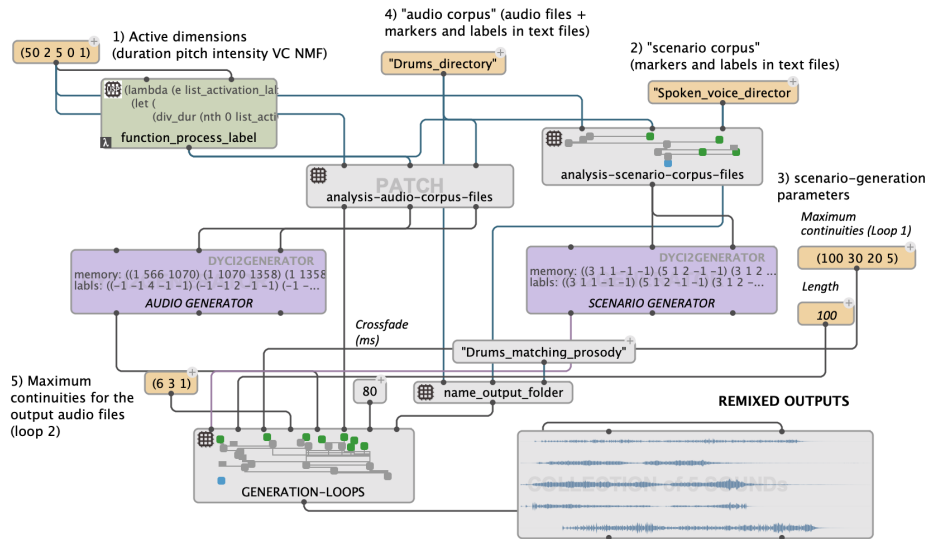 4) "audio corpus" (audio files +
markers and labels in text files)
1) Active dimensions
(duration pitch intensity VC NMF)
(50 2 5 0 1)
2) "scenario corpus"
(markers and labels in text files)
"Drums_directory"
"Spoken_voice_director
(lambda (e list_activation_lal
(let (
(div_dur (nth 0 list_acti
function_process_label
PATCH
analysis-audio-corpus-files
analysis-scenario-corpus-files
3) scenario-generation
parameters
Maximum
continuities (Loop 1)
(100 30 20 5)
Length
100
DYCI2GENERATOR
memory: ((1 566 1070) (1 1070 1358) (1 1358
labls: ((-1 -1 4 -1 -1) (-1 -1 2 -1 -1) (-1 -...
AUDIO GENERATOR
DYCI2GENERATOR
memory: ((3 1 1 -1 -1) (5 1 2 -1 -1) (3 1 2 ...
labls: ((3 1 1 -1 -1) (5 1 2 -1 -1) (3 1 2 -...
SCENARIO GENERATOR
Crossfade
(ms)
"Drums_matching_prosody"
5) Maximum
continuities for the
output audio files
(loop 2)
(6 3 1)
80
name_output_folder
REMIXED OUTPUTS
GENERATION-LOOPS
COLLECTION of 5 SOUNDs